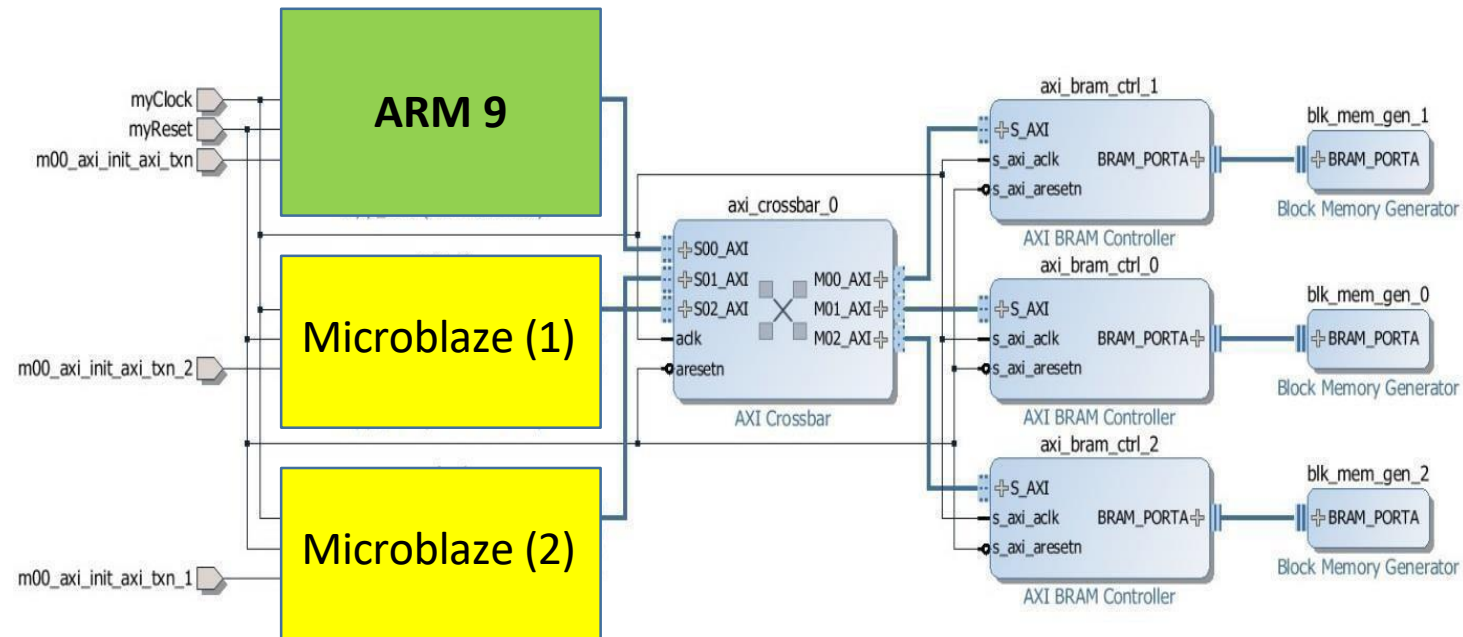 myClock
myReset
m00_axi_init_axi_txn
m00_axi_init_axi_txn_2
m00_axi_init_axi_txn_1
ARM 9
Microblaze (1)
Microblaze (2)
axi_crossbar_0
S00_AXI
S01_AXI
S02_AXI
aclk
aresetn
M00_AXI
M01_AXI
M02_AXI
AXI Crossbar
axi_bram_ctrl_1
S_AXI
s_axi_aclk
s_axi_aresetn
BRAM_PORTA
AXI BRAM Controller
axi_bram_ctrl_0
S_AXI
s_axi_aclk
s_axi_aresetn
BRAM_PORTA
AXI BRAM Controller
axi_bram_ctrl_2
S_AXI
s_axi_aclk
s_axi_aresetn
BRAM_PORTA
AXI BRAM Controller
blk_mem_gen_1
BRAM_PORTA
Block Memory Generator
blk_mem_gen_0
BRAM_PORTA
Block Memory Generator
blk_mem_gen_2
BRAM_PORTA
Block Memory Generator